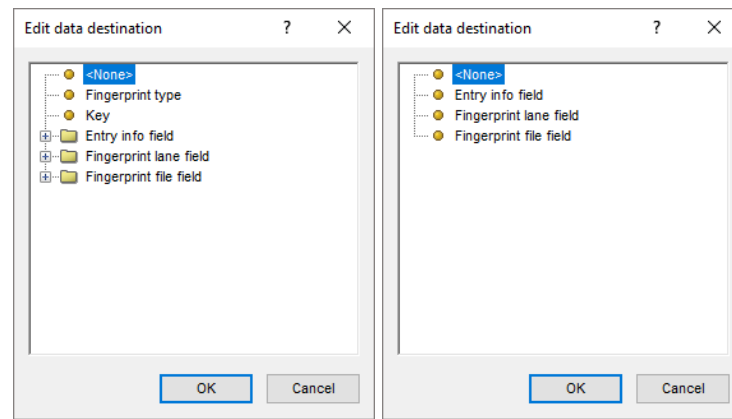 Edit data destination ? ×
<None>
Fingerprint type
Key
Entry info field
Fingerprint lane field
Fingerprint file field
OK Cancel
Edit data destination ? ×
<None>
Entry info field
Fingerprint lane field
Fingerprint file field
OK Cancel